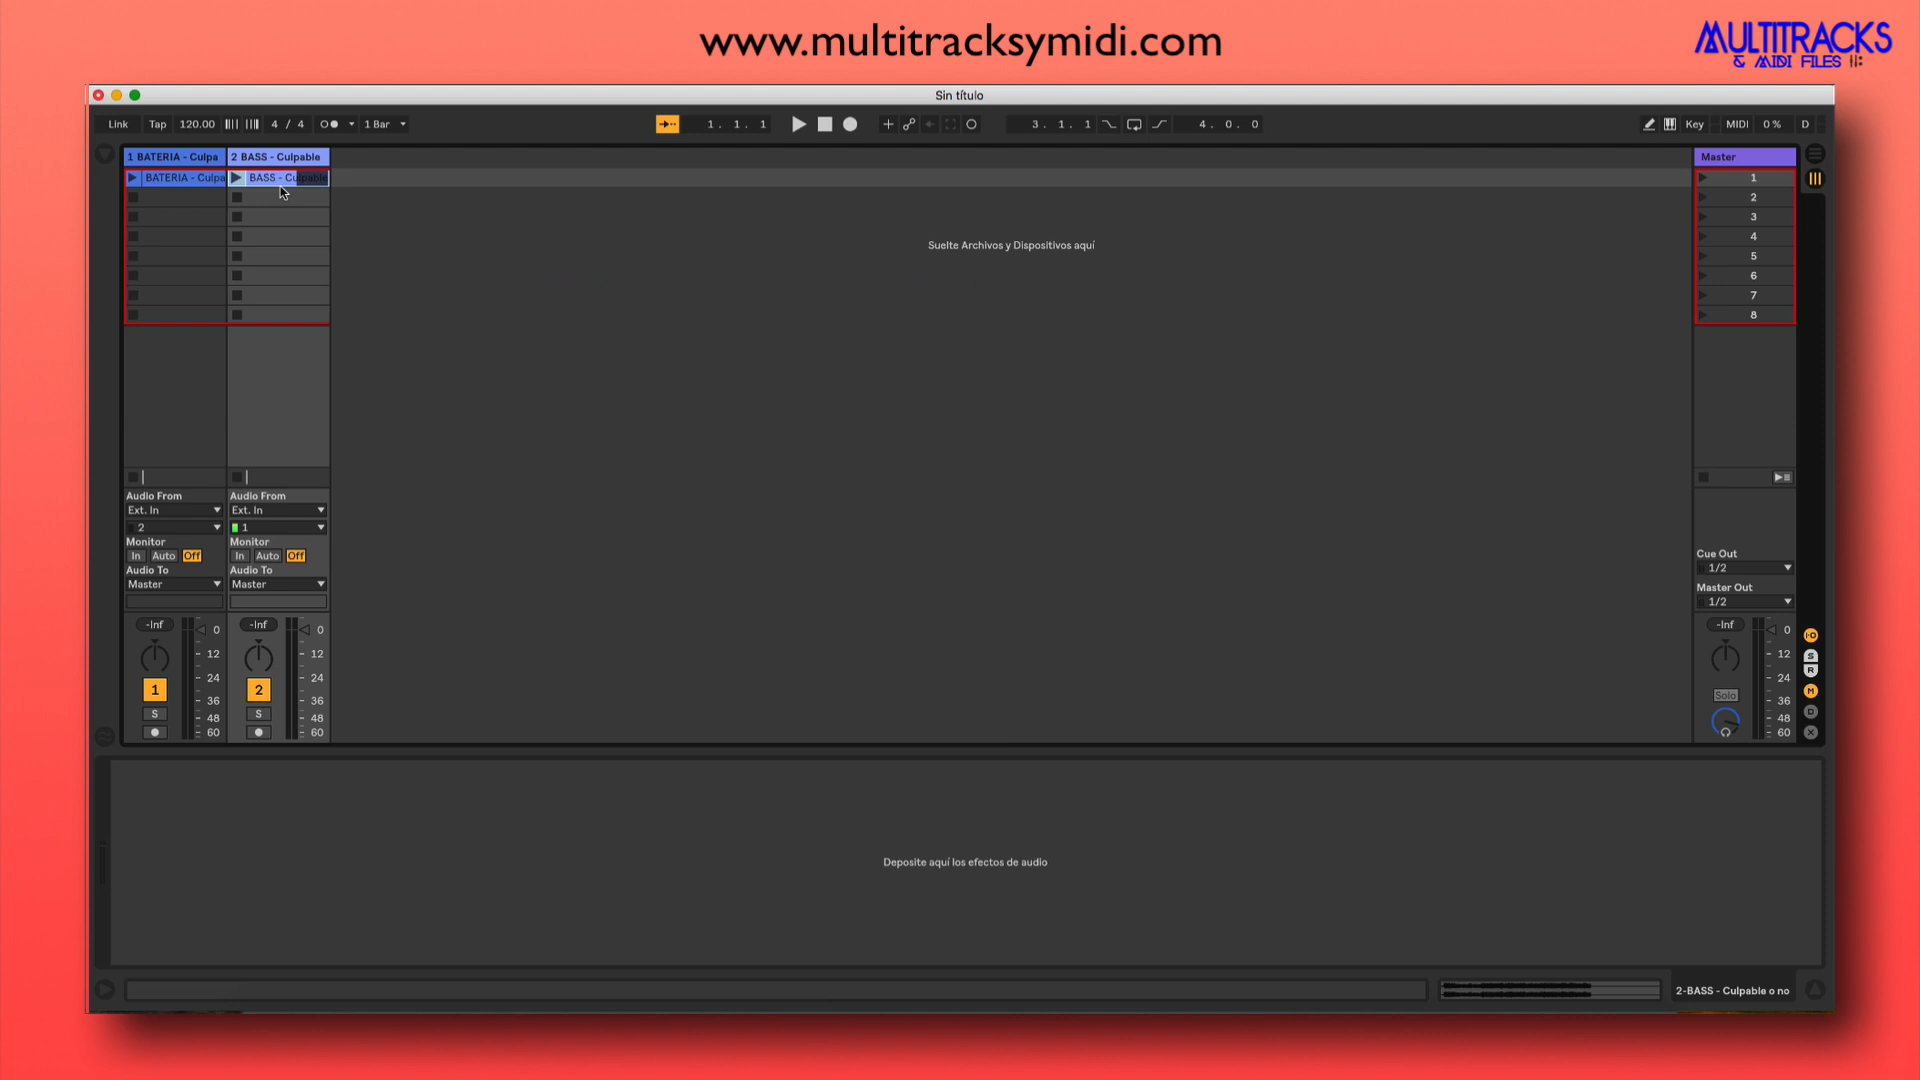 www.multitracksymidi.com
MULTITRACKS
& MIDI FILES
Sin título
Link Tap 120.00 4 / 4 1 Bar 1. 1. 1 3. 1. 1 4. 0. 0 Key MIDI 0 % D
1 BATERIA - Culpa 2 BASS - Culpable Master
BATERIA - Culpa BASS - Culpable 1
2
3
4
5
6
7
8
Suelte Archivos y Dispositivos aquí
Audio From Audio From
Ext. In Ext. In
2 1
Monitor Monitor
In Auto Off In Auto Off
Audio To Audio To
Master Master
Cue Out
1/2
Master Out
1/2
-Inf 0 -Inf 0 -Inf 0
12 12 12
24 24 24
1 2 Solo
36 36 36
S 48 S 48 48
60 60 60
I·O
S
R
M
D
X
Deposite aquí los efectos de audio
2-BASS - Culpable o no